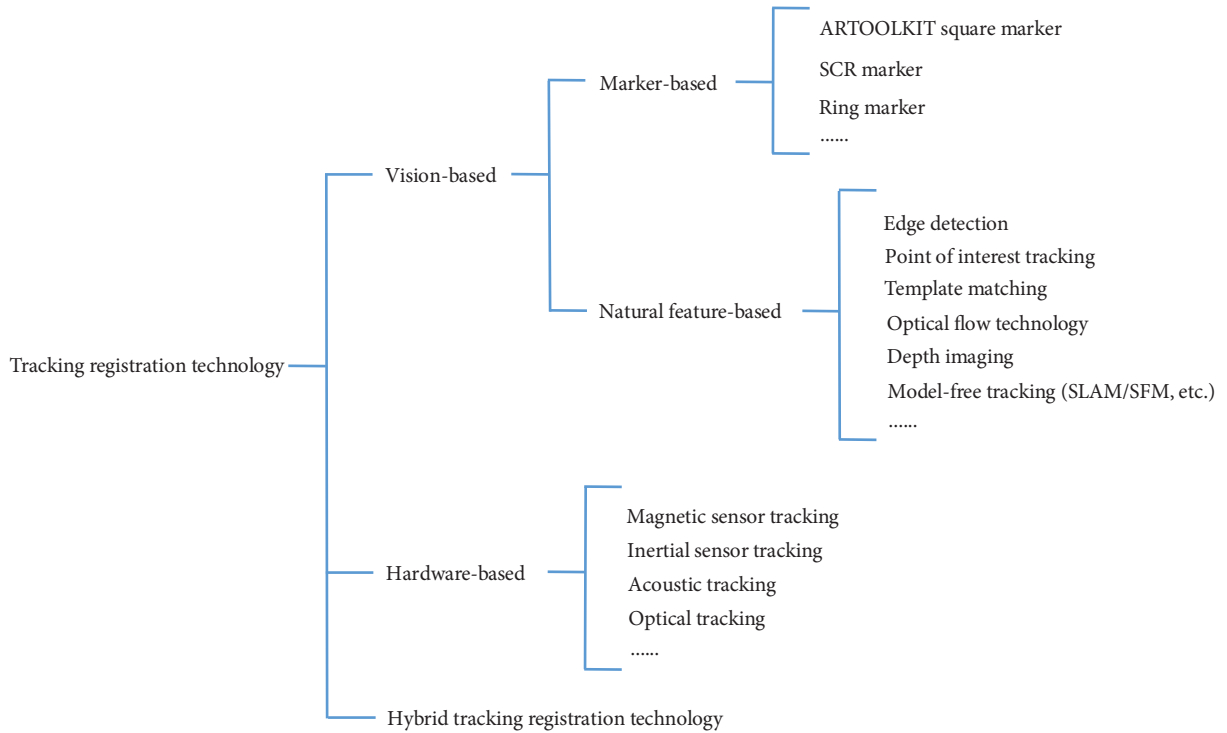 ARTOOLKIT square marker
SCR marker
Marker-based
Ring marker
......
Vision-based
Edge detection
Point of interest tracking
Template matching
Natural feature-based
Optical flow technology
Depth imaging
Tracking registration technology
Model-free tracking (SLAM/SFM, etc.)
......
Magnetic sensor tracking
Inertial sensor tracking
Hardware-based
Acoustic tracking
Optical tracking
......
Hybrid tracking registration technology